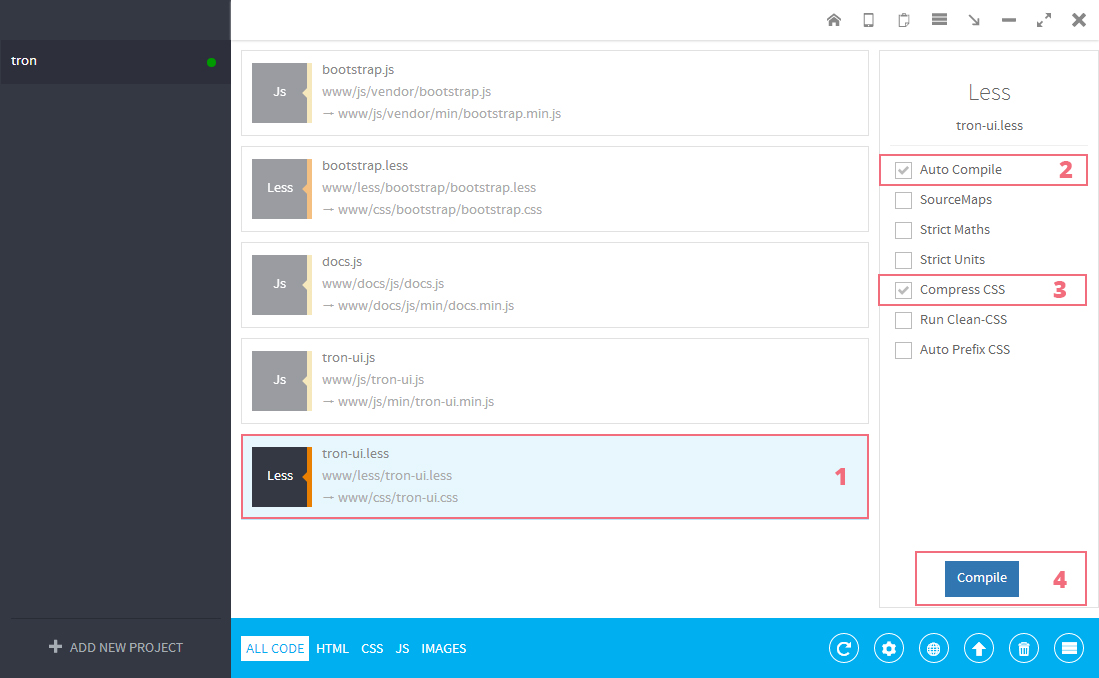 tron
ADD NEW PROJECT
Js
bootstrap.js
www/js/vendor/bootstrap.js
→ www/js/vendor/min/bootstrap.min.js
Less
bootstrap.less
www/less/bootstrap/bootstrap.less
→ www/css/bootstrap/bootstrap.css
Js
docs.js
www/docs/js/docs.js
→ www/docs/js/min/docs.min.js
Js
tron-ui.js
www/js/tron-ui.js
→ www/js/min/tron-ui.min.js
Less
tron-ui.less
www/less/tron-ui.less
→ www/css/tron-ui.css
1
Less
tron-ui.less
Auto Compile 2
SourceMaps
Strict Maths
Strict Units
Compress CSS 3
Run Clean-CSS
Auto Prefix CSS
Compile 4
ALL CODE HTML CSS JS IMAGES